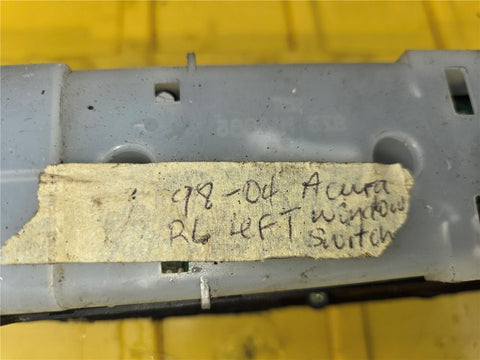 98-04 Acura
RL LEFT window
switch